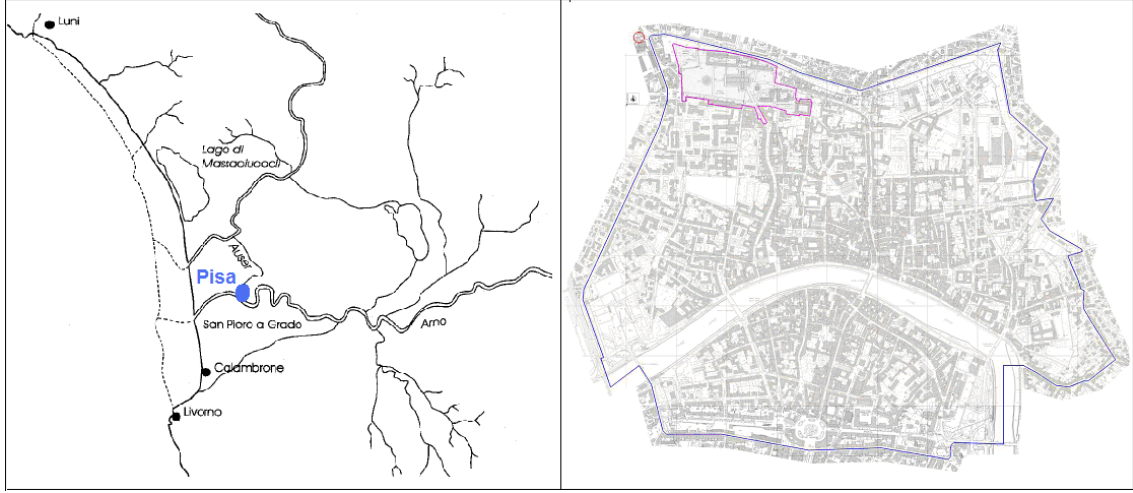 Luni
Lago di
Massaciuccoli
Auser
Pisa
San Piero a Grado
Arno
Calambrone
Livorno